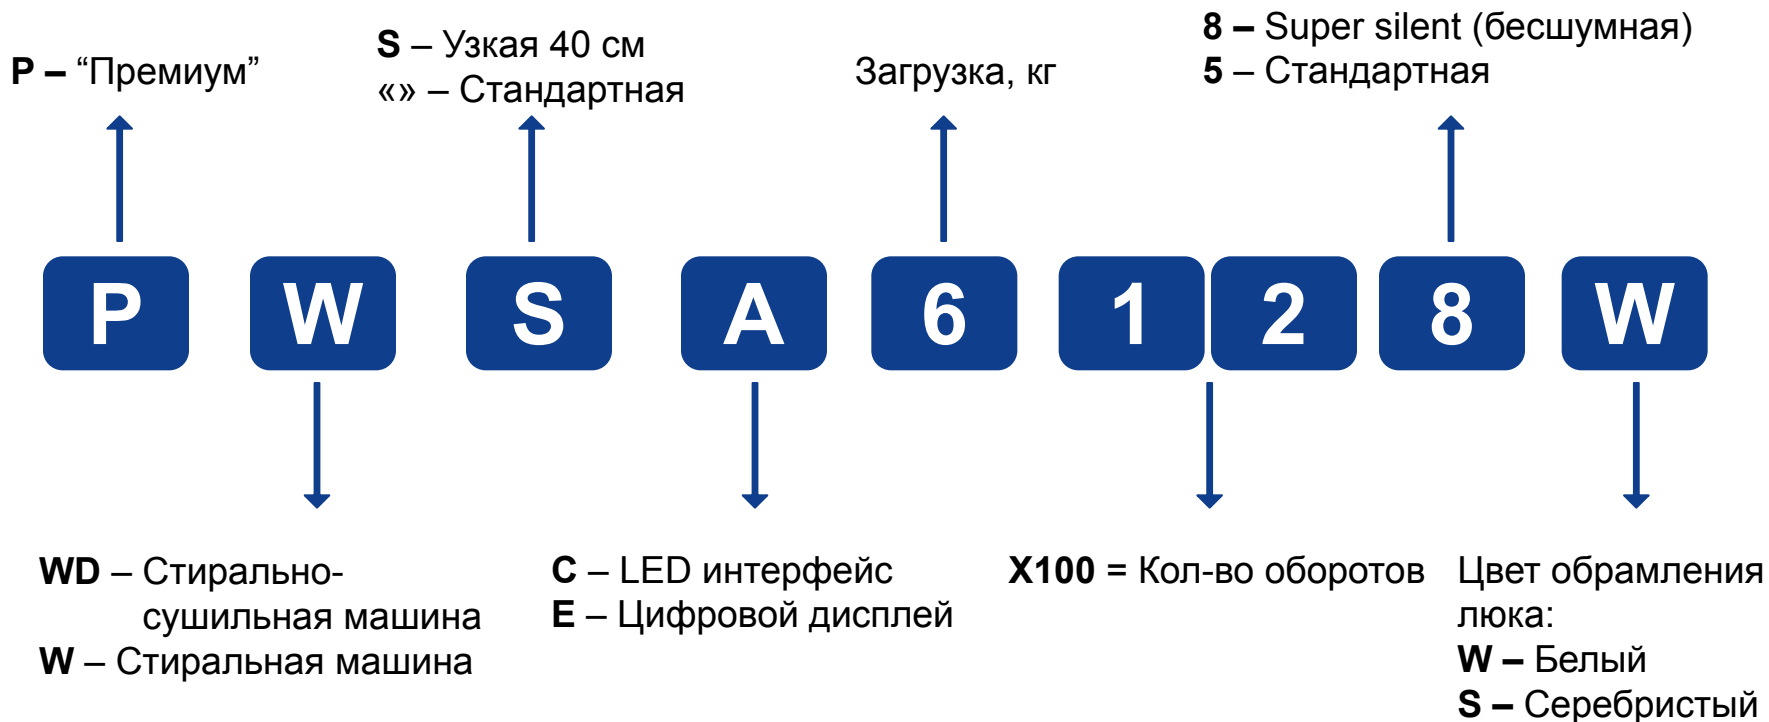 P – “Премиум”
S – Узкая 40 см
«» – Стандартная
Загрузка, кг
8 – Super silent (бесшумная)
5 – Стандартная
P W S A 6 1 2 8 W
WD – Стирально-
сушильная машина
W – Стиральная машина
C – LED интерфейс
E – Цифровой дисплей
X100 = Кол-во оборотов
Цвет обрамления
люка:
W – Белый
S – Серебристый